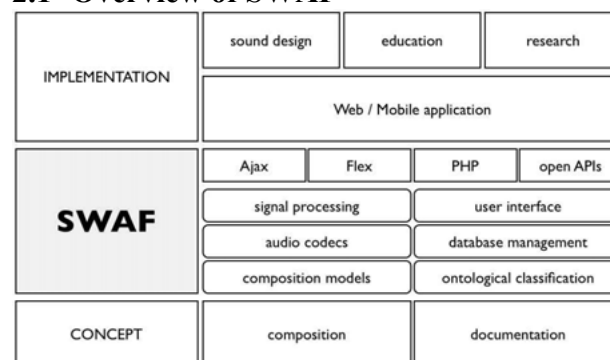 2.1 Overview of SWAF
sound design education research
IMPLEMENTATION
Web / Mobile application
Ajax Flex PHP open APIs
signal processing user interface
SWAF
audio codecs database management
composition models ontological classification
CONCEPT composition documentation